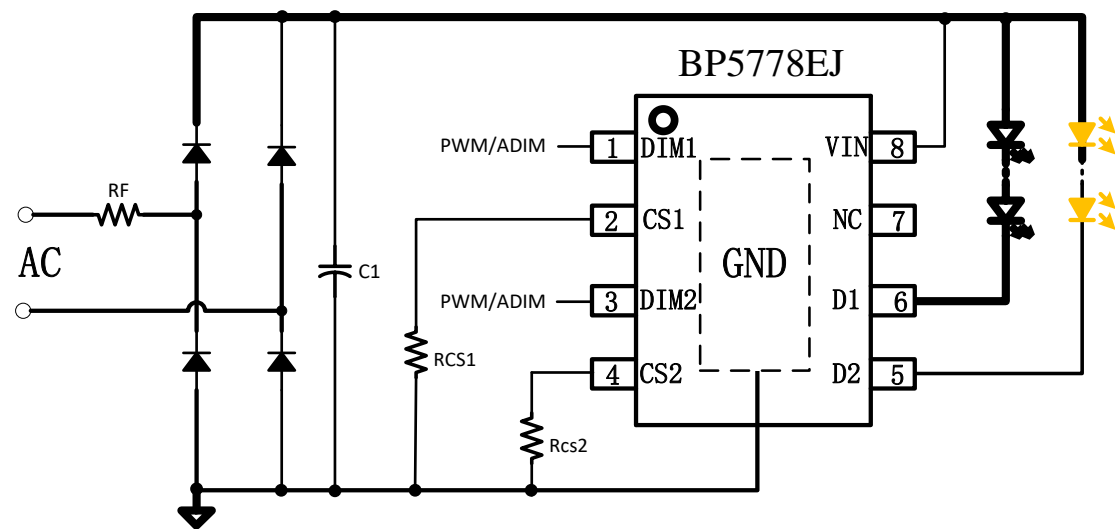 BP5778EJ
PWM/ADIM
1
DIM1
VIN
8
RF
2
CS1
NC
7
AC
C1
GND
PWM/ADIM
3
DIM2
D1
6
RCS1
4
CS2
D2
5
Rcs2